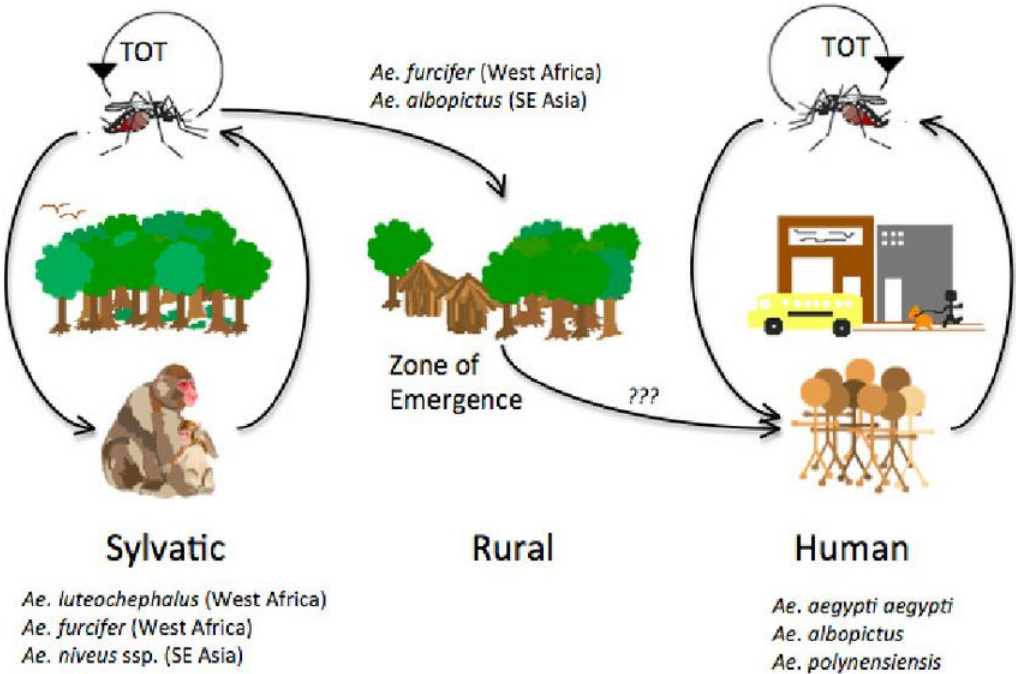 TOT
Ae. furcifer (West Africa)
Ae. albopictus (SE Asia)
TOT
Zone of
Emergence
???
Sylvatic
Rural
Human
Ae. luteochephalus (West Africa)
Ae. furcifer (West Africa)
Ae. niveus ssp. (SE Asia)
Ae. aegypti aegypti
Ae. albopictus
Ae. polynensiensis